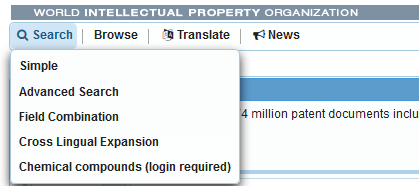 WORLD INTELLECTUAL PROPERTY ORGANIZATION
Search Browse Translate News
Simple
Advanced Search
Field Combination
4 million patent documents inclu
Cross Lingual Expansion
Chemical compounds (login required)